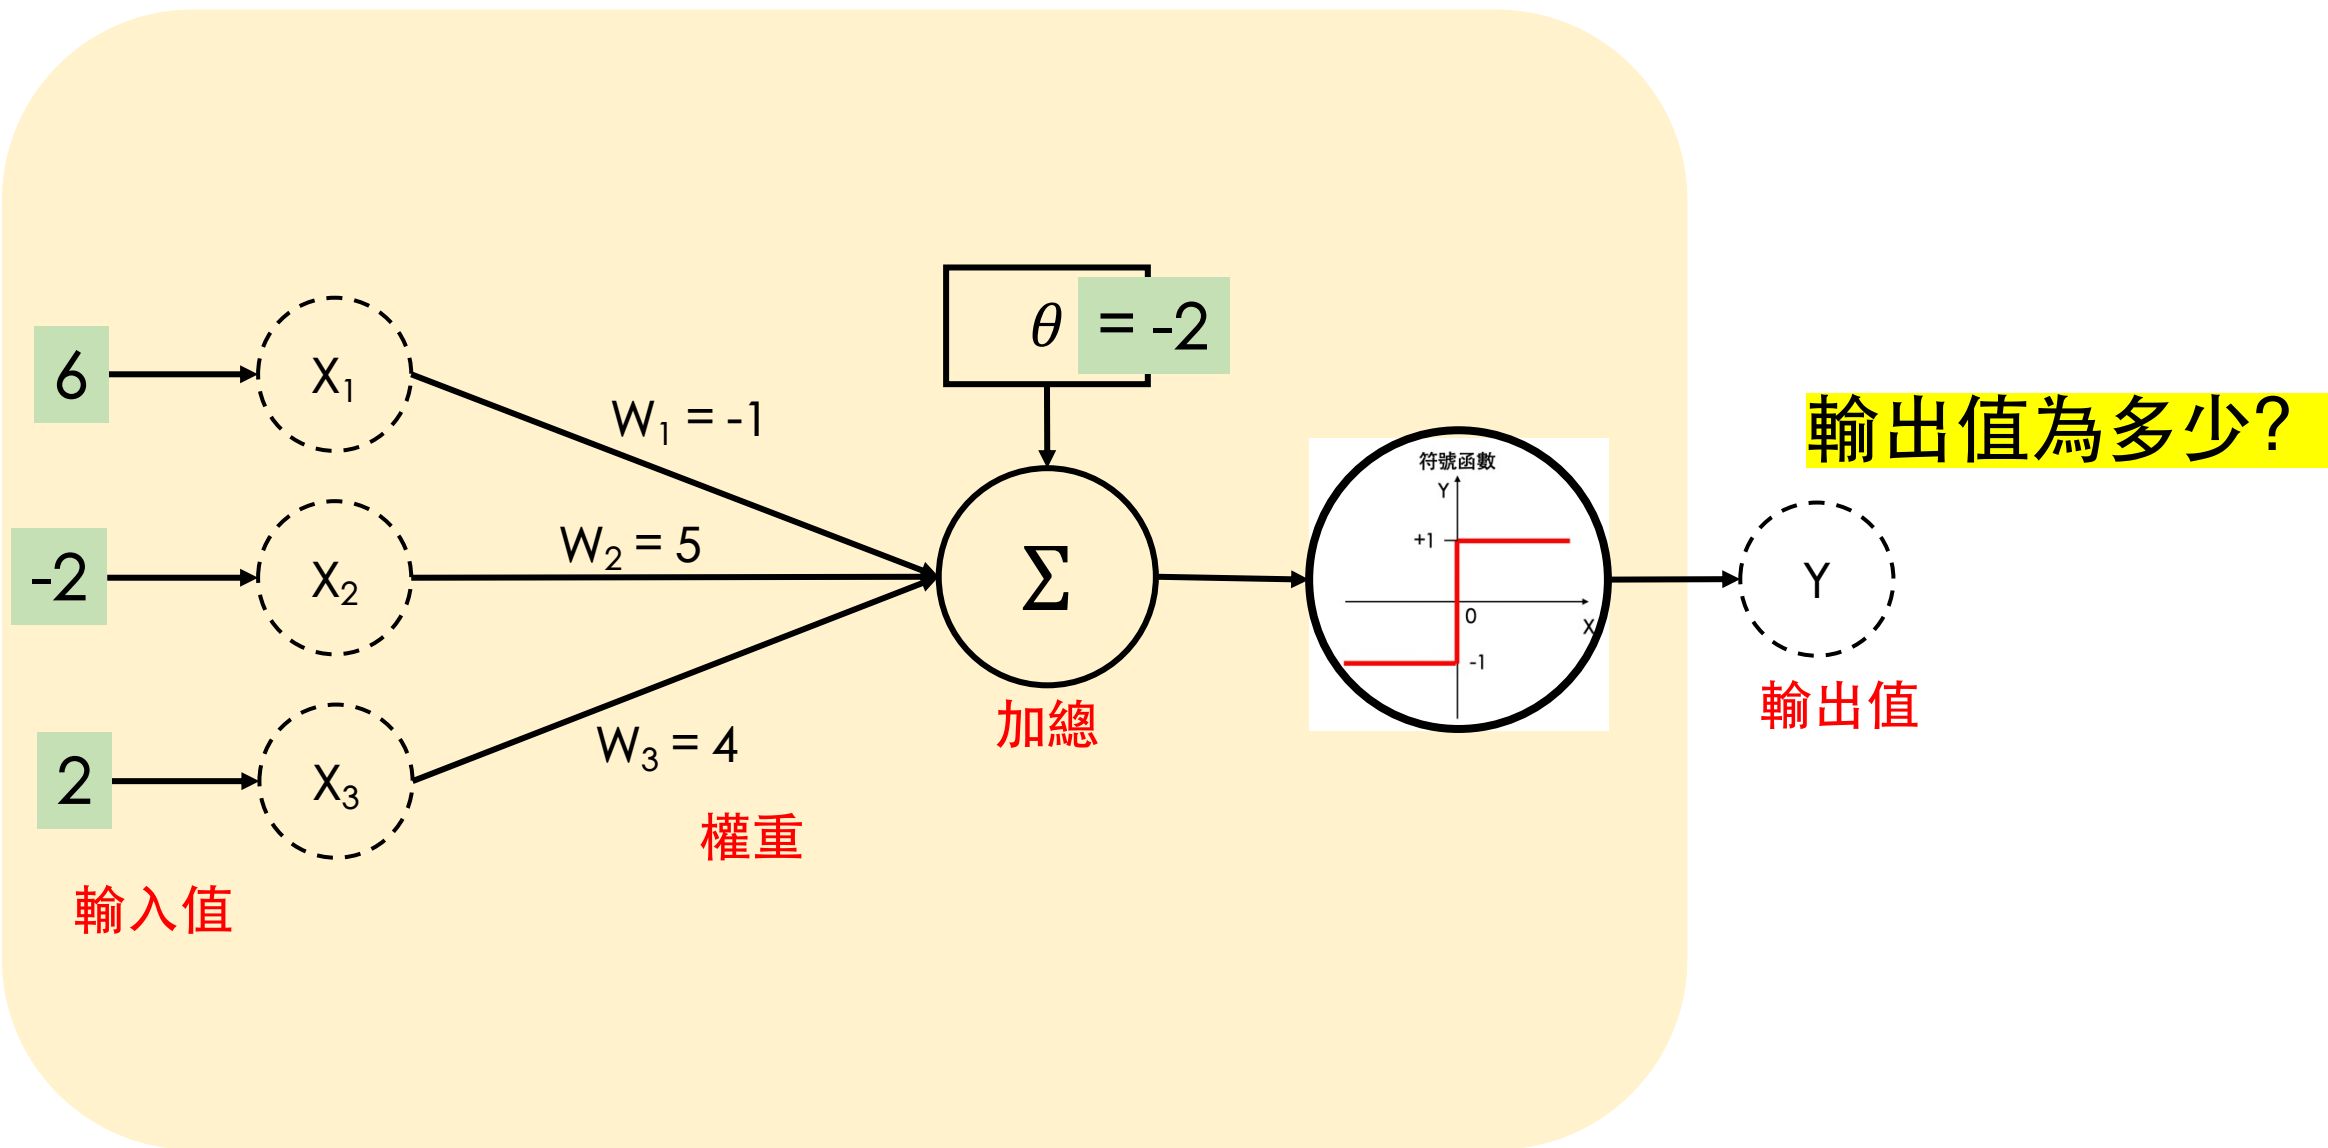 6
X1
W1 = -1
θ = -2
-2
X2
W2 = 5
Σ
加總
2
X3
W3 = 4
權重
輸入值
符號函數
Y
+1
0
X
-1
輸出值為多少?
Y
輸出值